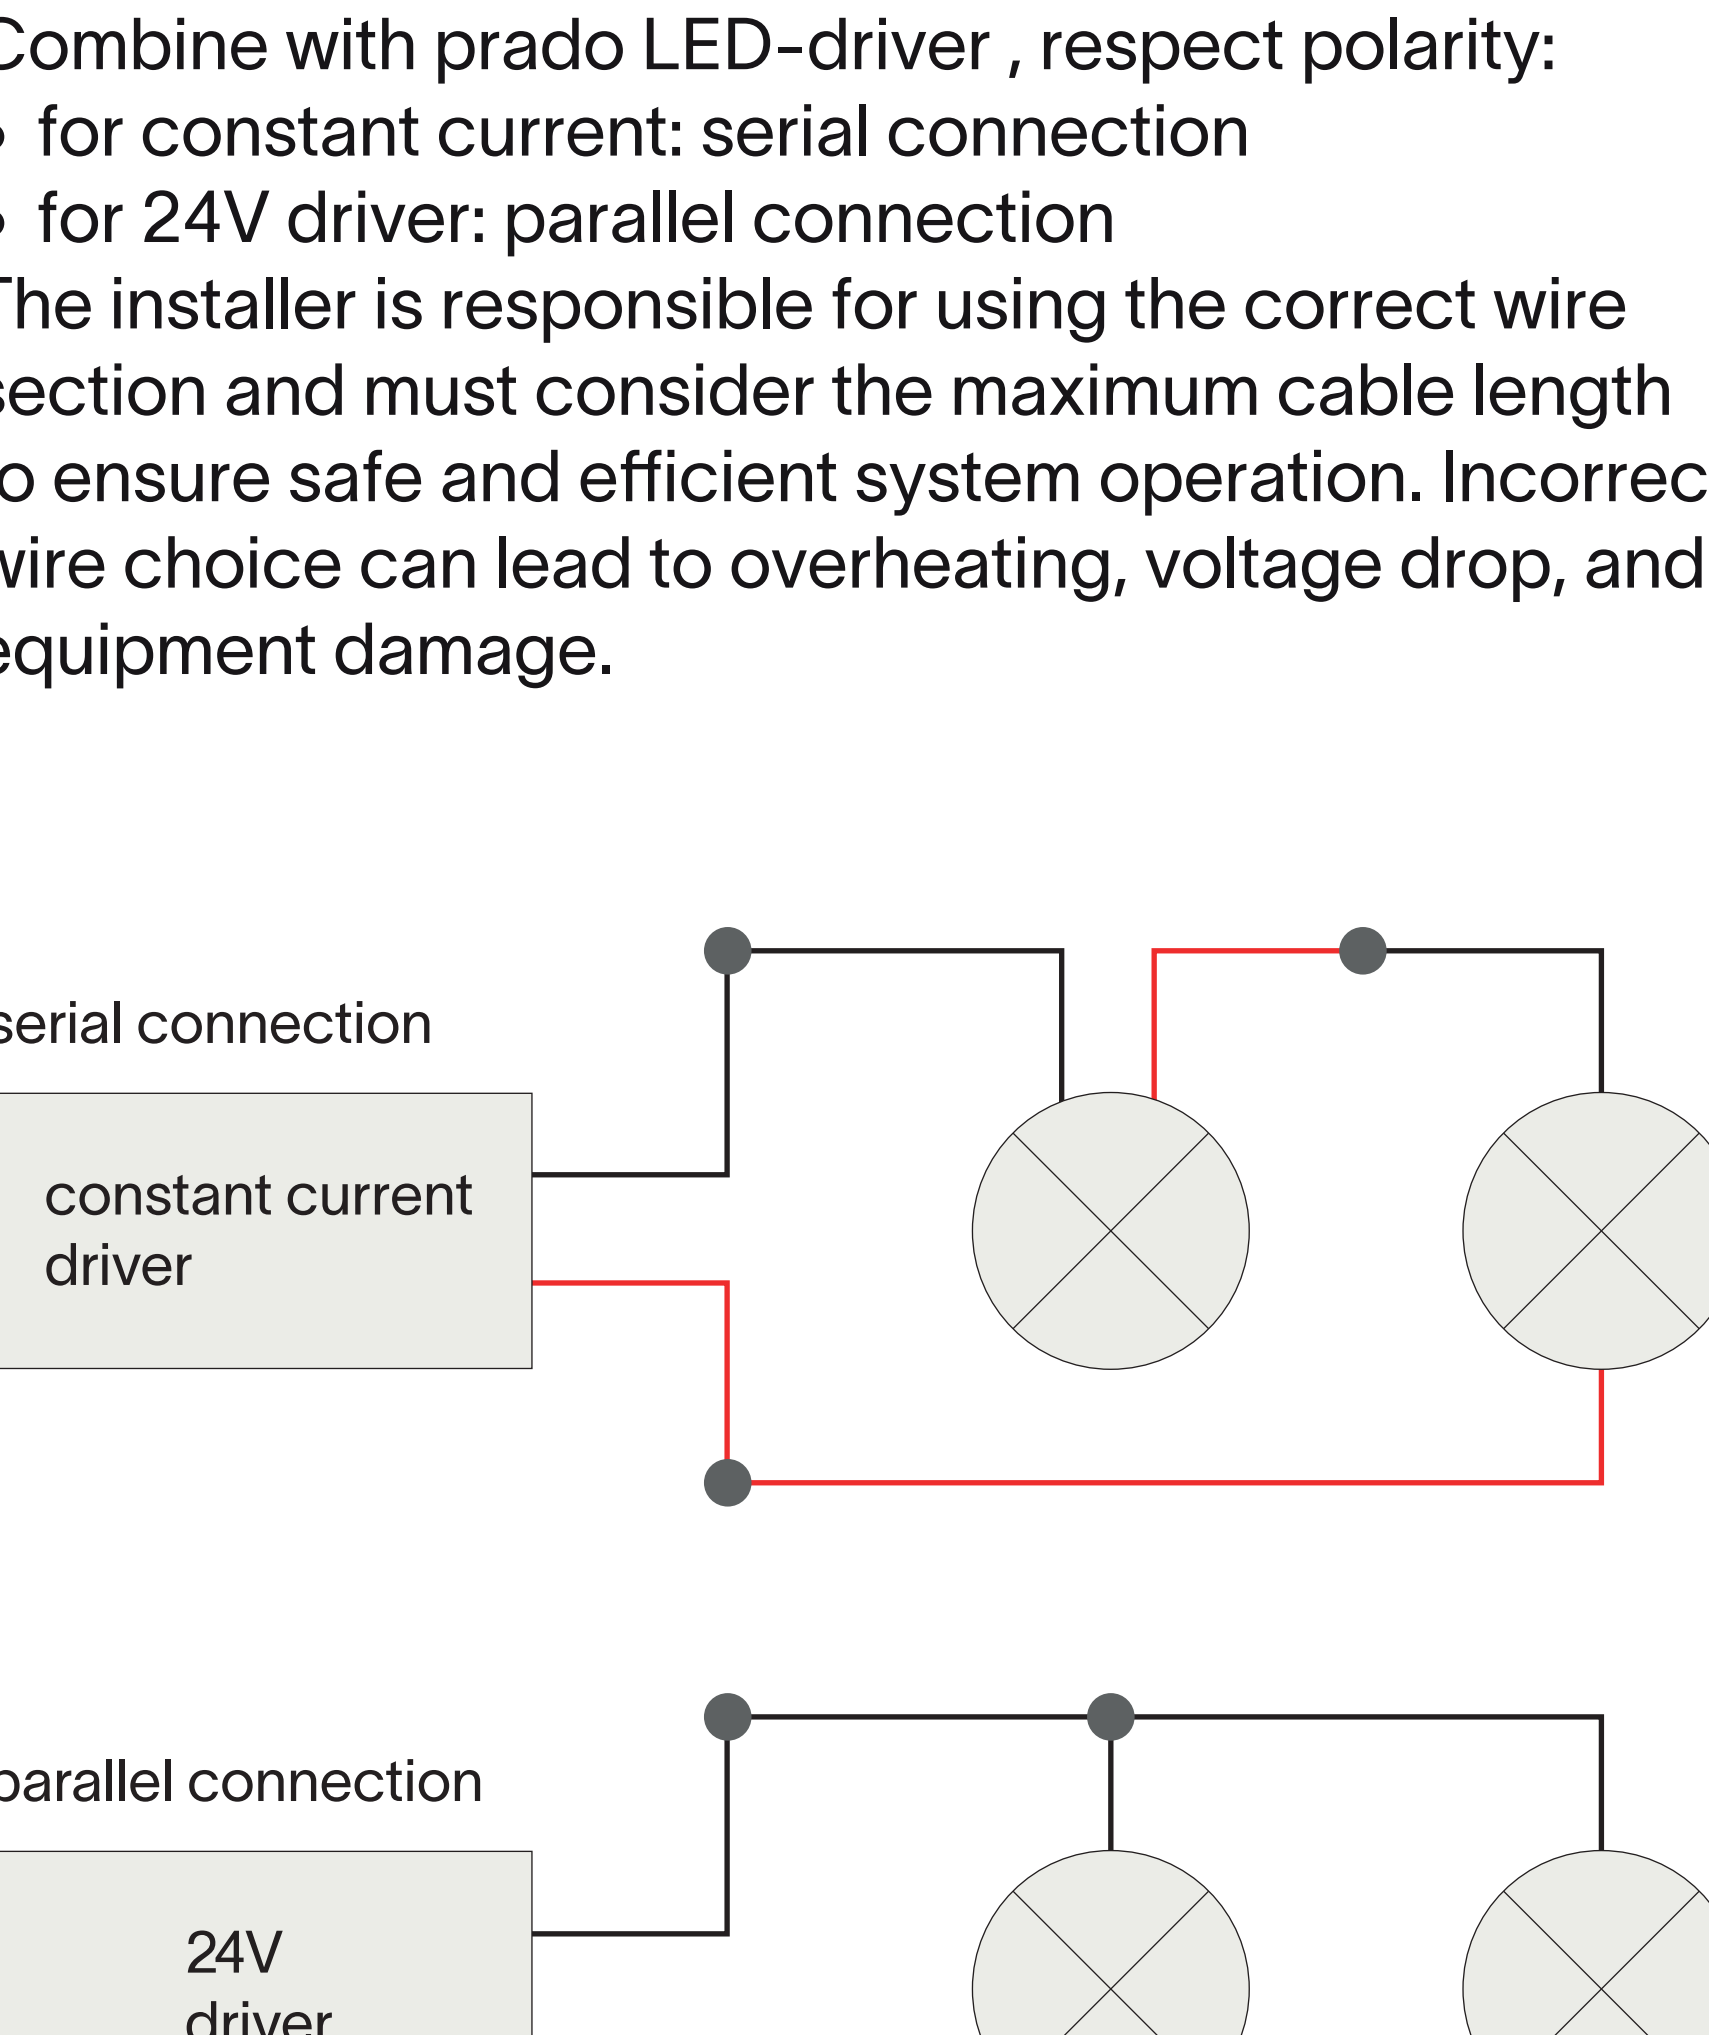 Combine with prado LED-driver , respect polarity:
• for constant current: serial connection
• for 24V driver: parallel connection
The installer is responsible for using the correct wire
section and must consider the maximum cable length
to ensure safe and efficient system operation. Incorrec
wire choice can lead to overheating, voltage drop, and
equipment damage.
serial connection
constant current
driver
parallel connection
24V
driver